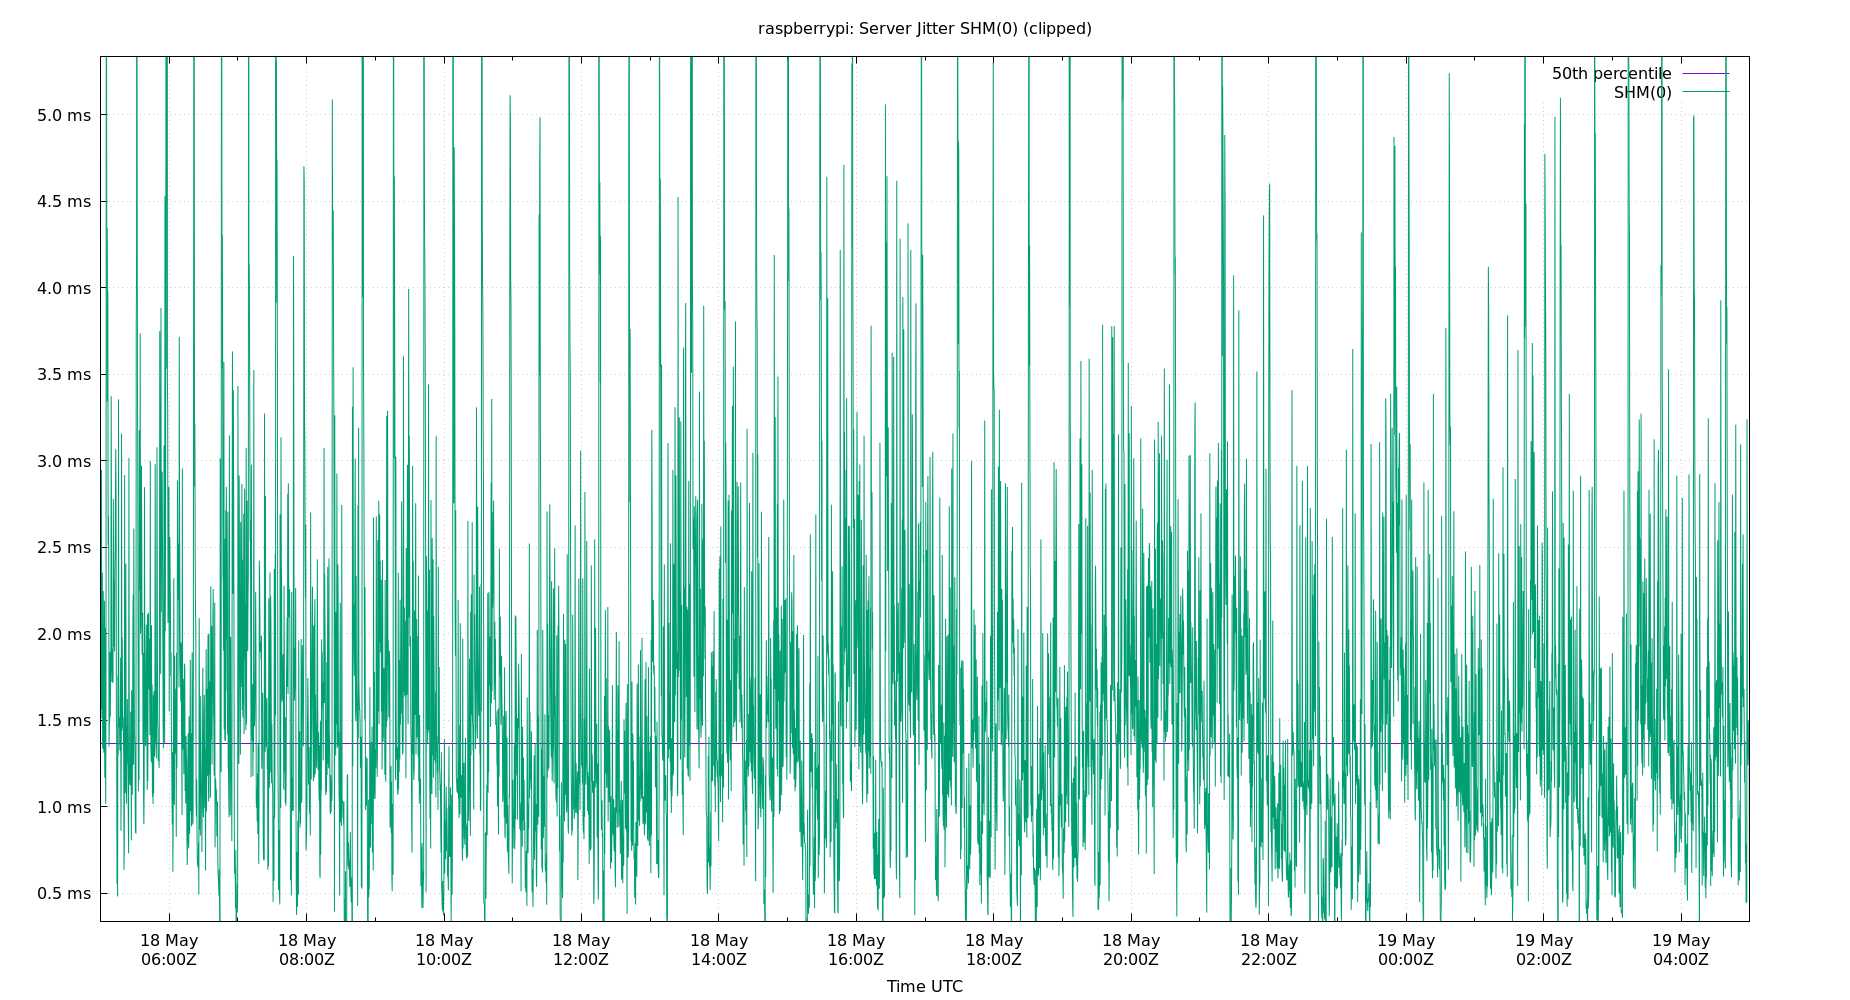 raspberrypi: Server Jitter SHM(0) (clipped)
50th percentile
SHM(0)
5.0 ms
4.5 ms
4.0 ms
3.5 ms
3.0 ms
2.5 ms
2.0 ms
1.5 ms
1.0 ms
0.5 ms
18 May 18 May 18 May 18 May 18 May 18 May 18 May 18 May 18 May 19 May 19 May 19 May
06:00Z 08:00Z 10:00Z 12:00Z 14:00Z 16:00Z 18:00Z 20:00Z 22:00Z 00:00Z 02:00Z 04:00Z
Time UTC